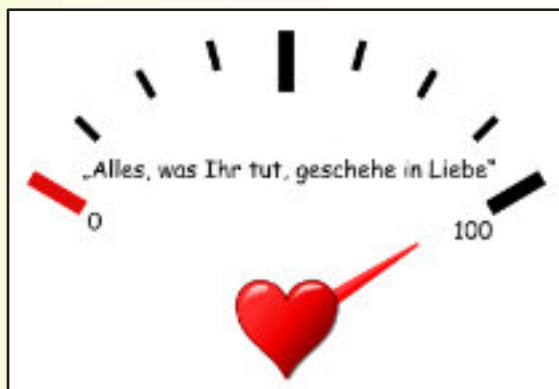 „Alles, was Ihr tut, geschehe in Liebe“
0
100